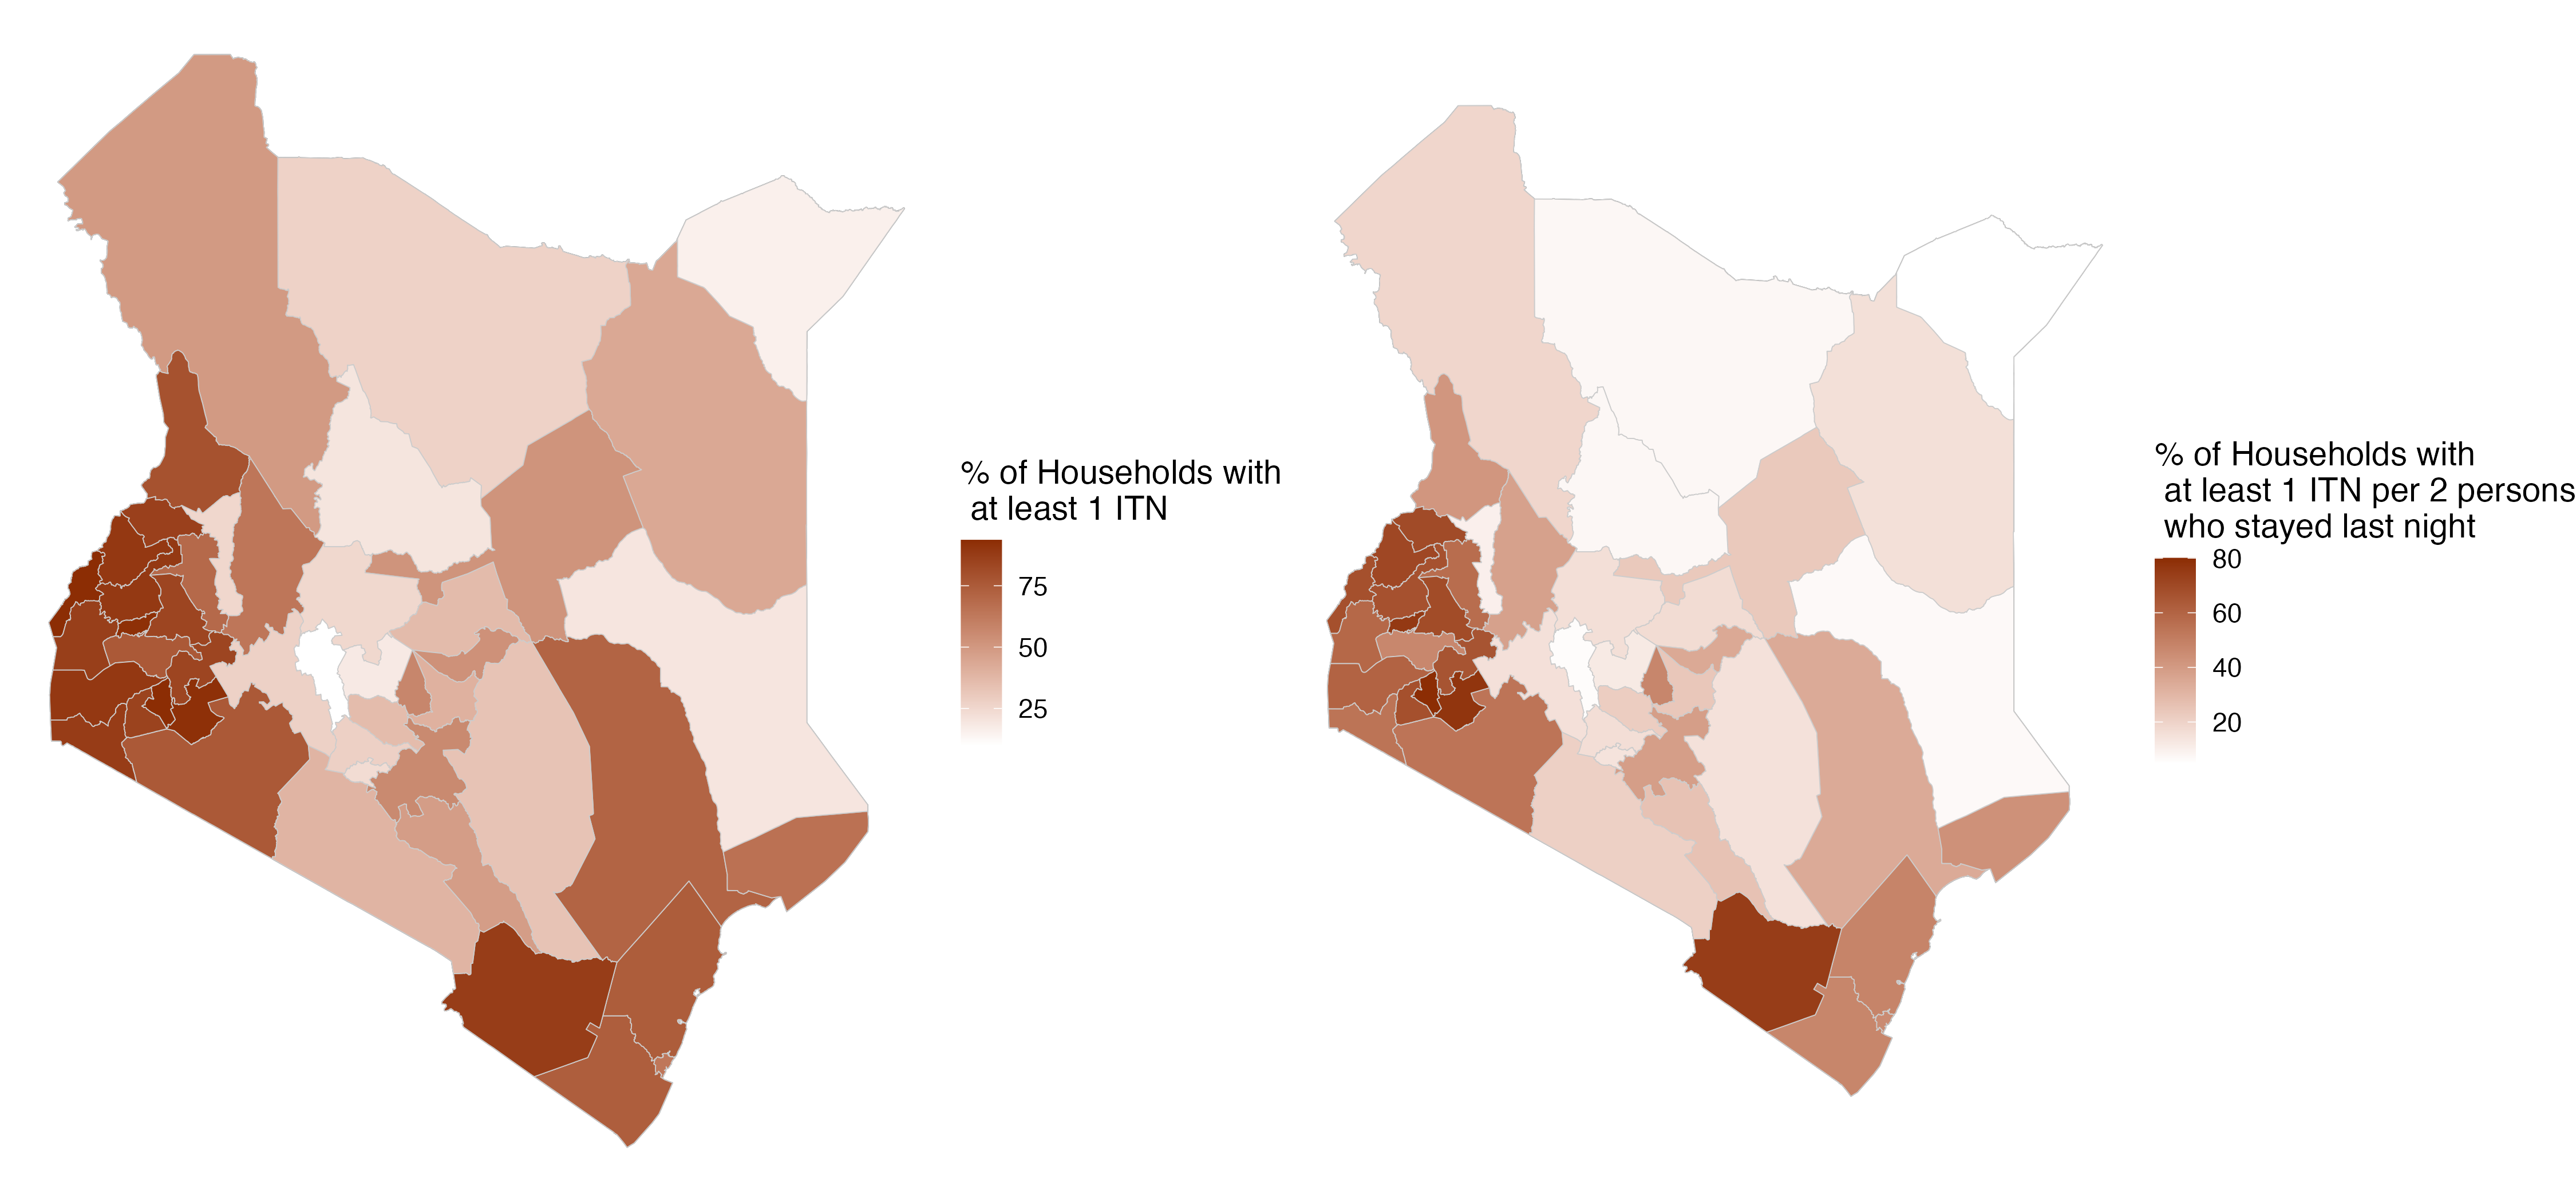 % of Households with
at least 1 ITN
75
50
25
% of Households with
at least 1 ITN per 2 persons
who stayed last night
80
60
40
20